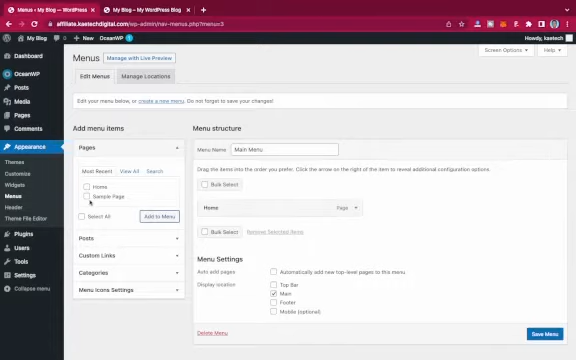 Menus ‹ My Blog — WordPress
My Blog – My WordPress Blog
affiliate.kaetechdigital.com/wp-admin/nav-menus.php?menu=3
My Blog 0 New OceanWP
Howdy, kaetech
Screen Options
Help
Dashboard
OceanWP
Posts
Media
Pages
Comments
Appearance
Themes
Customize
Widgets
Menus
Header
Theme File Editor
Plugins
Users
Tools
Settings
Collapse menu
Menus
Manage with Live Preview
Edit Menus
Manage Locations
Edit your menu below, or create a new menu. Do not forget to save your changes!
Add menu items
Pages
Most Recent View All Search
Home
Sample Page
Select All
Add to Menu
Posts
Custom Links
Categories
Menu Icons Settings
Menu structure
Menu Name Main Menu
Drag the items into the order you prefer. Click the arrow on the right of the item to reveal additional configuration options.
Bulk Select
Home Page
Bulk Select Remove Selected Items
Menu Settings
Auto add pages Automatically add new top-level pages to this menu
Display location Top Bar
Main
Footer
Mobile (optional)
Delete Menu
Save Menu